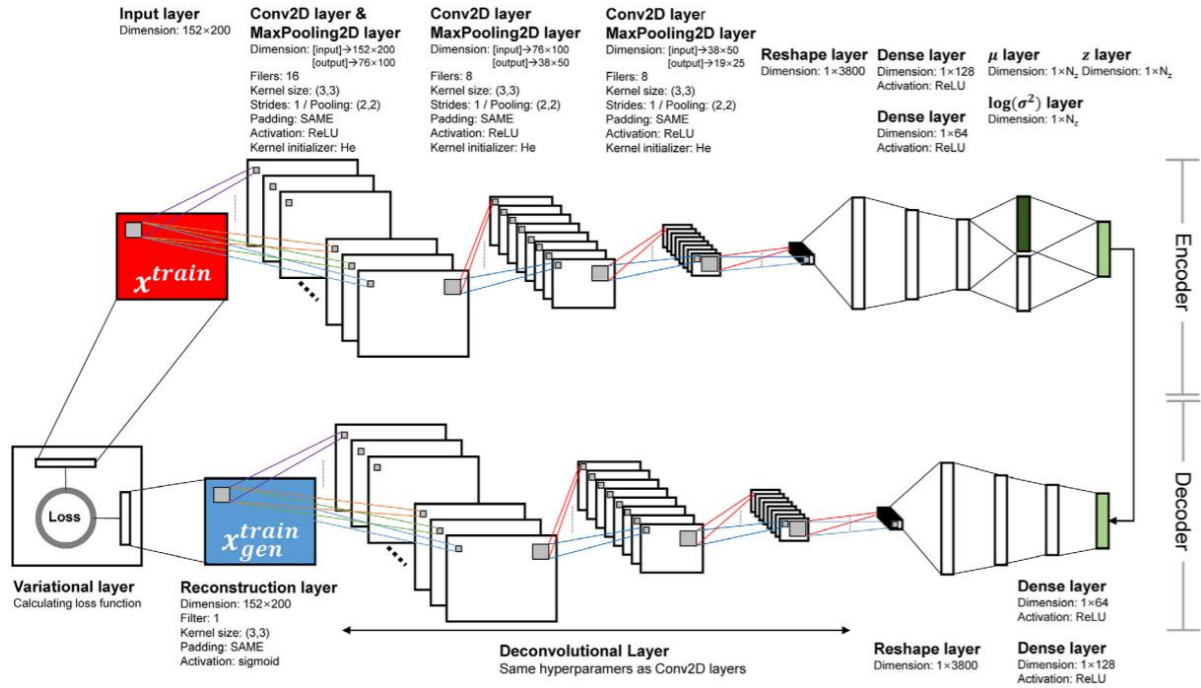 Input layer
Dimension: 152×200
Conv2D layer &
MaxPooling2D layer
Dimension: [input]→152×200
[output]→76×100
Filers: 16
Kernel size: (3,3)
Strides: 1 / Pooling: (2,2)
Padding: SAME
Activation: ReLU
Kernel initializer: He
Conv2D layer
MaxPooling2D layer
Dimension: [input]→76×100
[output]→38×50
Filers: 8
Kernel size: (3,3)
Strides: 1 / Pooling: (2,2)
Padding: SAME
Activation: ReLU
Kernel initializer: He
Conv2D layer
MaxPooling2D layer
Dimension: [input]→38×50
[output]→19×25
Filers: 8
Kernel size: (3,3)
Strides: 1 / Pooling: (2,2)
Padding: SAME
Activation: ReLU
Kernel initializer: He
Reshape layer
Dimension: 1×3800
Dense layer
Dimension: 1×128
Activation: ReLU
Dense layer
Dimension: 1×64
Activation: ReLU
μ layer
Dimension: 1×N_z
log(σ²) layer
Dimension: 1×N_z
z layer
Dimension: 1×N_z
x^train
Encoder
Loss
x_gen^train
Decoder
Variational layer
Calculating loss function
Reconstruction layer
Dimension: 152×200
Filter: 1
Kernel size: (3,3)
Padding: SAME
Activation: sigmoid
Deconvolutional Layer
Same hyperparamers as Conv2D layers
Reshape layer
Dimension: 1×3800
Dense layer
Dimension: 1×64
Activation: ReLU
Dense layer
Dimension: 1×128
Activation: ReLU